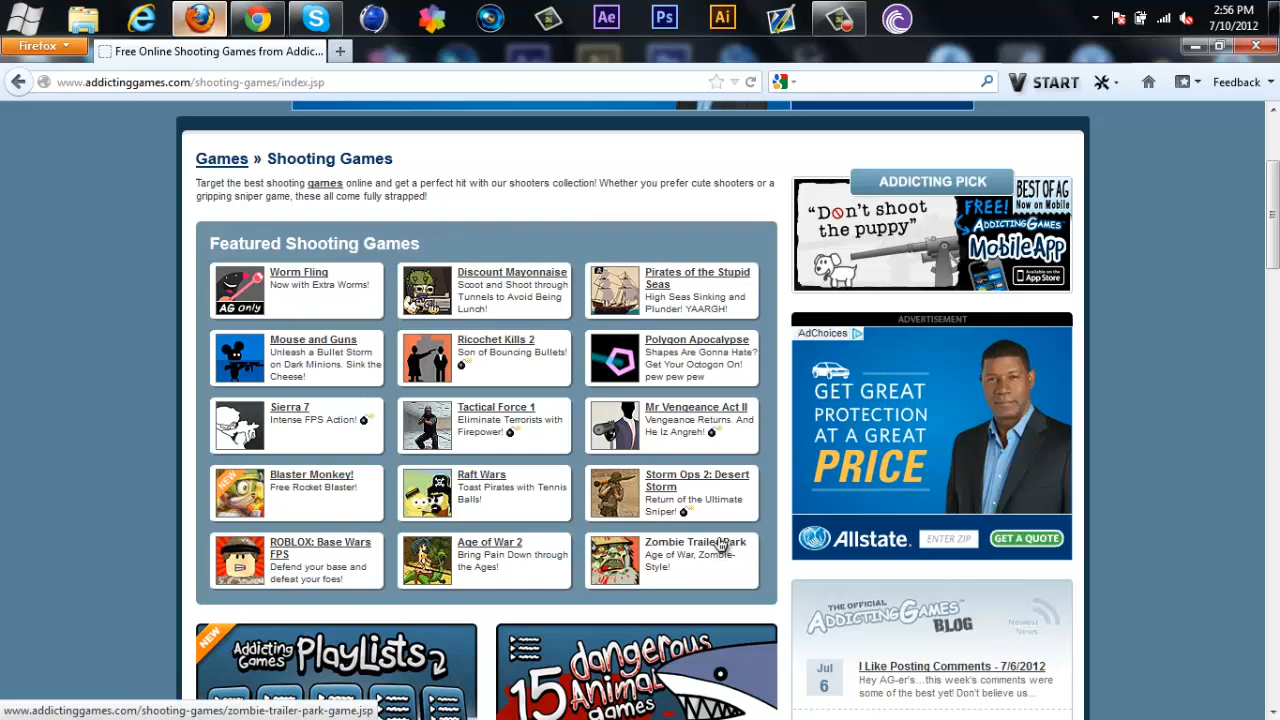 Ae
Ps
Ai
2:56 PM
7/10/2012
Firefox
Free Online Shooting Games from Addic...
www.addictinggames.com/shooting-games/index.jsp
START
Feedback
Games » Shooting Games
Target the best shooting games online and get a perfect hit with our shooters collection! Whether you prefer cute shooters or a
gripping sniper game, these all come fully strapped!
Featured Shooting Games
Worm Fling
Now with Extra Worms!
AG only
Discount Mayonnaise
Scoot and Shoot through
Tunnels to Avoid Being
Lunch!
Pirates of the Stupid
Seas
High Seas Sinking and
Plunder! YAARGH!
Mouse and Guns
Unleash a Bullet Storm
on Dark Minions. Sink the
Cheese!
Ricochet Kills 2
Son of Bouncing Bullets!
Polygon Apocalypse
Shapes Are Gonna Hate?
Get Your Octogon On!
pew pew pew
Sierra 7
Intense FPS Action!
Tactical Force 1
Eliminate Terrorists with
Firepower!
Mr Vengeance Act II
Vengeance Returns. And
He Iz Angreh!
NEW
Blaster Monkey!
Free Rocket Blaster!
Raft Wars
Toast Pirates with Tennis
Balls!
Storm Ops 2: Desert
Storm
Return of the Ultimate
Sniper!
ROBLOX: Base Wars
FPS
Defend your base and
defeat your foes!
Age of War 2
Bring Pain Down through
the Ages!
Zombie Trailer Park
Age of War, Zombie-
Style!
NEW
Addicting
Games
PlayLists
15 dangerous
Animal
games
ADDICTING PICK
"Don't shoot
the puppy"
FREE!
BEST OF AG
Now on Mobile
ADDICTINGGAMES
MobileApp
Available on the
App Store
ADVERTISEMENT
AdChoices
GET GREAT
PROTECTION
AT A GREAT
PRICE
Allstate.
ENTER ZIP
GET A QUOTE
THE OFFICIAL
ADDICTINGGAMES™
BLOG
Newest
News
Jul
6
I Like Posting Comments - 7/6/2012
Hey AG-er's...this week's comments were
some of the best yet! Don't believe us...
www.addictinggames.com/shooting-games/zombie-trailer-park-game.jsp